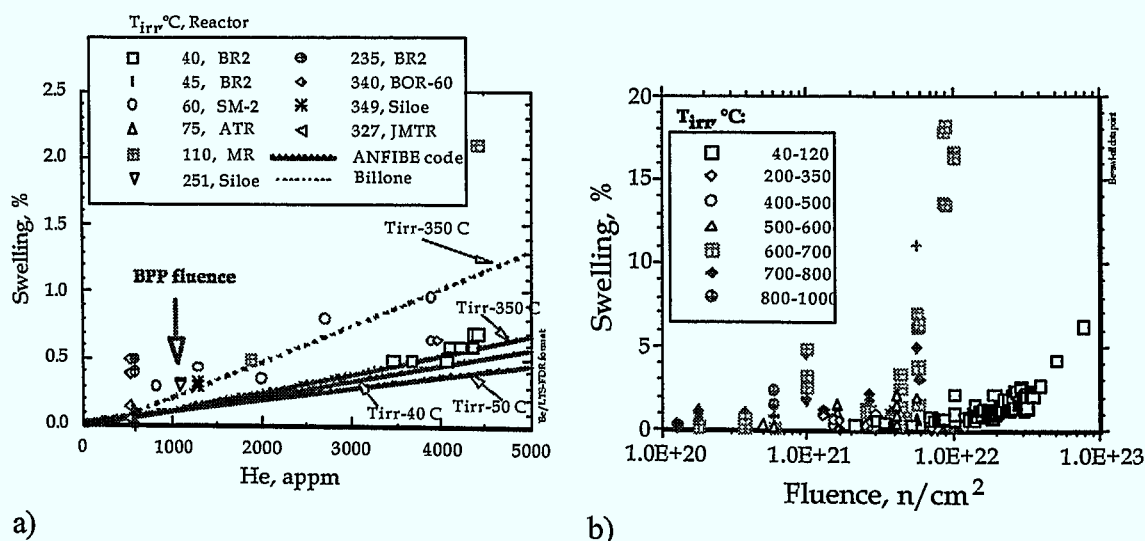 T_irr,°C, Reactor
40, BR2
45, BR2
60, SM-2
75, ATR
110, MR
251, Siloe
235, BR2
340, BOR-60
349, Siloe
327, JMTR
ANFIBE code
Billone
2.5
2.0
1.5
1.0
0.5
0.0
Swelling, %
Tirr-350 C
BPP fluence
Tirr-350 C
Tirr-40 C
Tirr-50 C
0
1000
2000
3000
4000
5000
He, appm
a)
20
15
10
5
0
Swelling, %
T_irr, °C:
40-120
200-350
400-500
500-600
600-700
700-800
800-1000
1.0E+20
1.0E+21
1.0E+22
1.0E+23
Fluence, n/cm²
b)